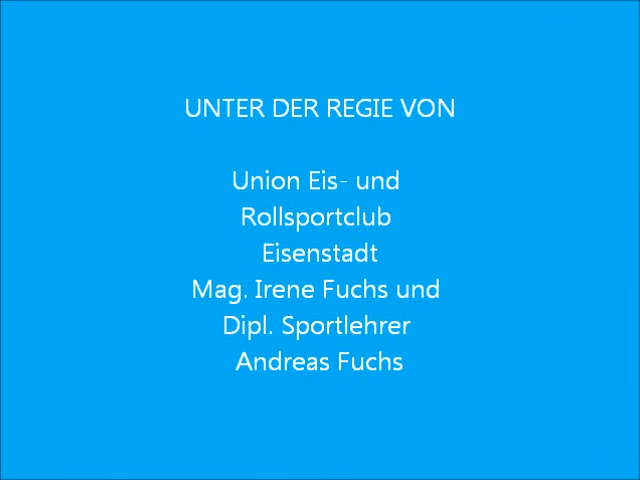 UNTER DER REGIE VON
Union Eis- und
Rollsportclub
Eisenstadt
Mag. Irene Fuchs und
Dipl. Sportlehrer
Andreas Fuchs